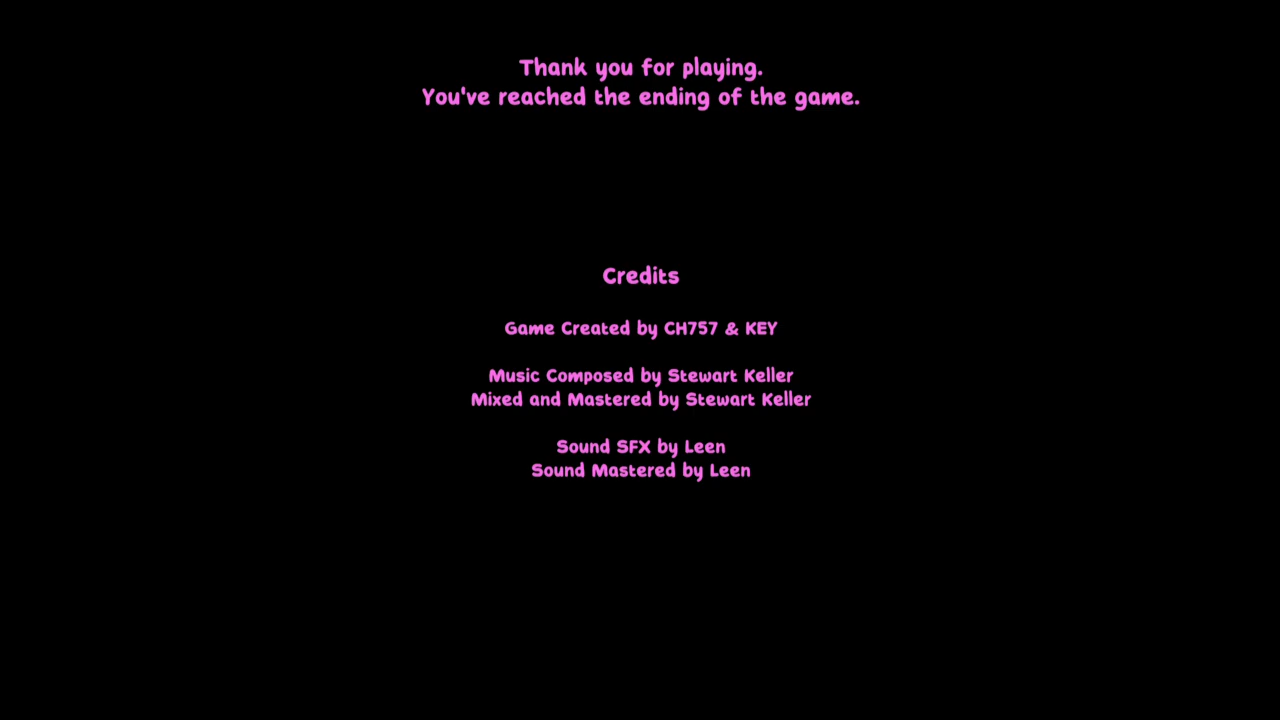 Thank you for playing.
You've reached the ending of the game.
Credits
Game Created by CH757 & KEY
Music Composed by Stewart Keller
Mixed and Mastered by Stewart Keller
Sound SFX by Leen
Sound Mastered by Leen